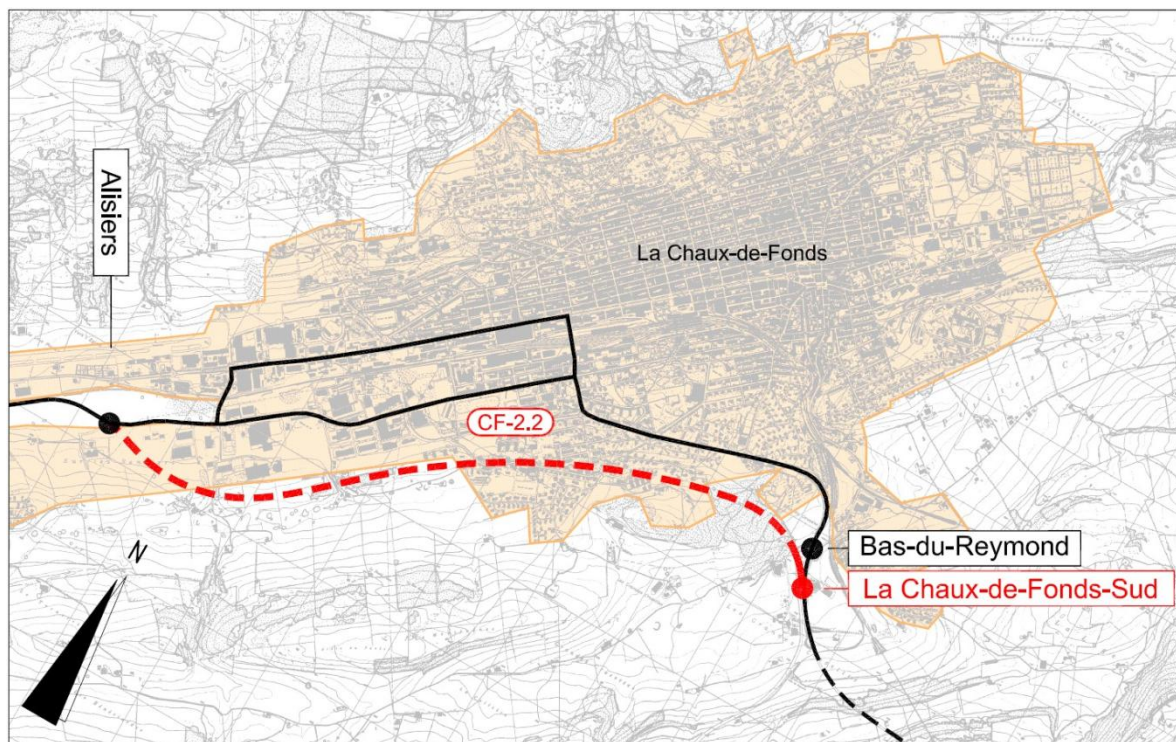 Alisiers
La Chaux-de-Fonds
CF-2.2
N
Bas-du-Reymond
La Chaux-de-Fonds-Sud